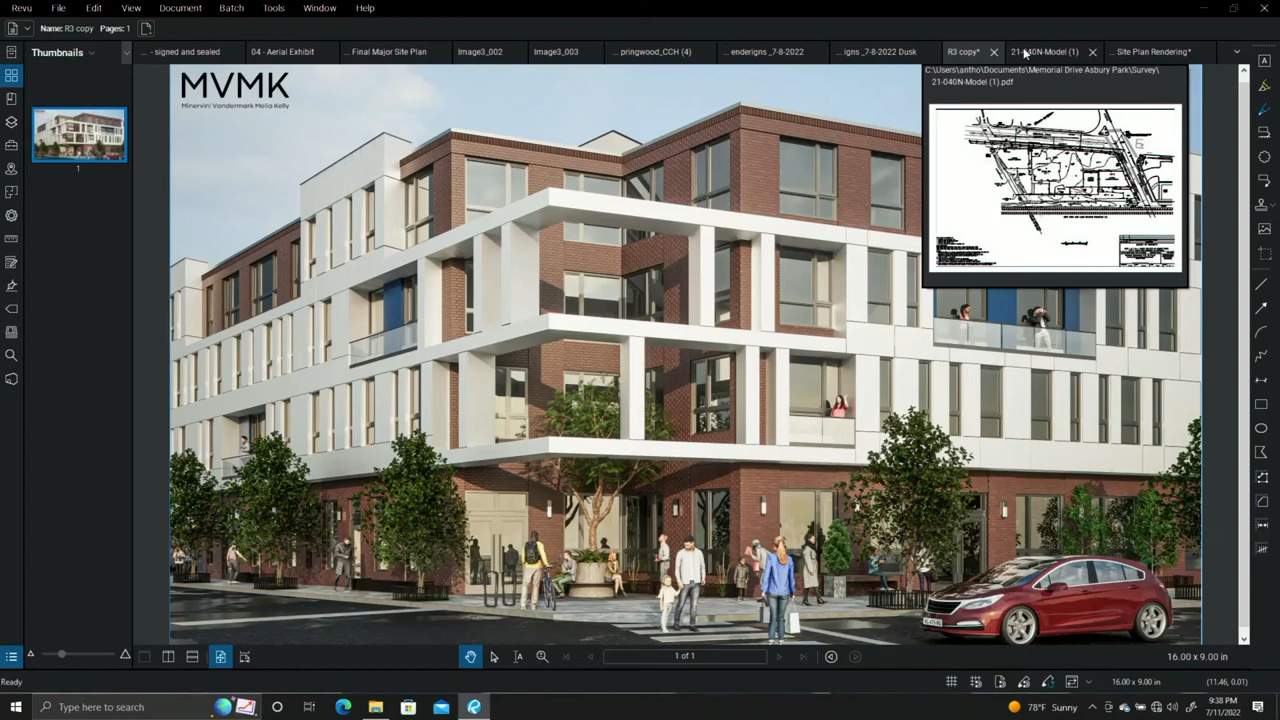 Revu File Edit View Document Batch Tools Window Help
Name: R3 copy Pages: 1
Thumbnails
... - signed and sealed
04 - Aerial Exhibit
... Final Major Site Plan
Image3_002
Image3_003
... pringwood_CCH (4)
... enderigns _7-8-2022
... igns _7-8-2022 Dusk
R3 copy*
21-040N-Model (1)
... Site Plan Rendering*
C:\Users\antho\Documents\Memorial Drive Asbury Park\Survey\
21-040N-Model (1).pdf
MVMK
Minervini Vandermark Melia Kelly
1
1 of 1
16.00 x 9.00 in
Ready
16.00 x 9.00 in
(11.46, 0.01)
Type here to search
78°F Sunny
9:38 PM
7/11/2022